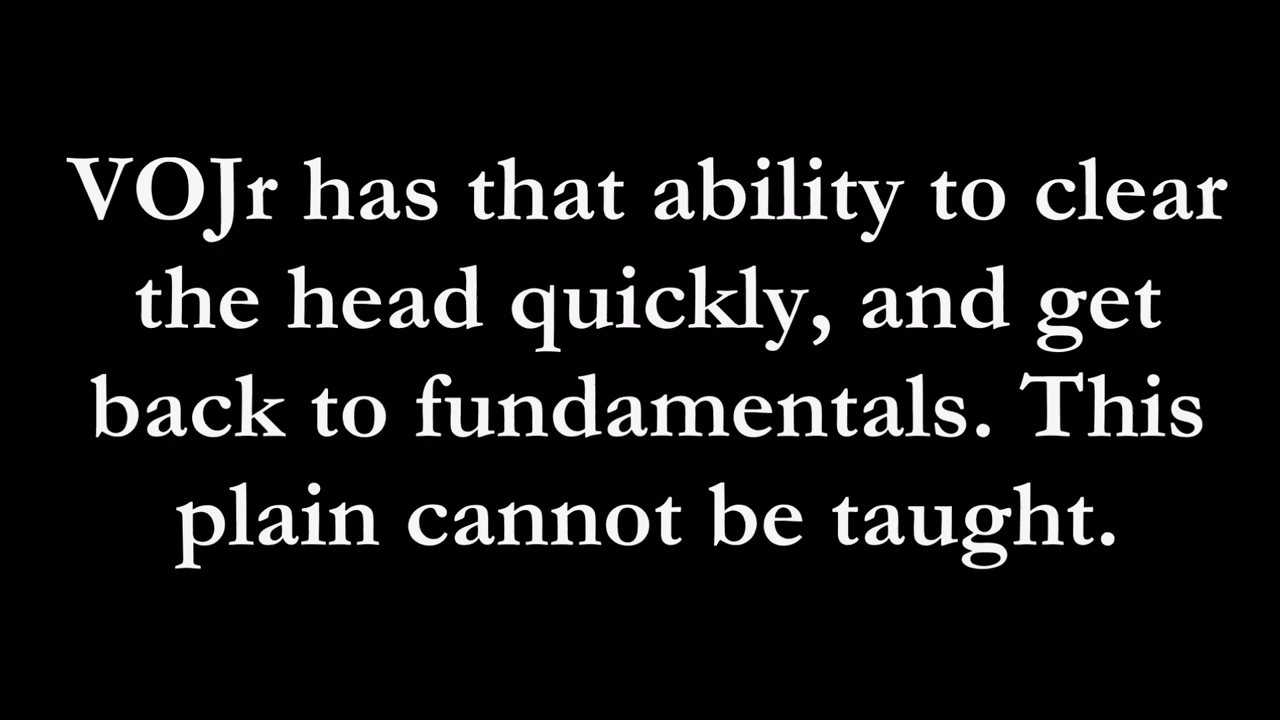 VOJr has that ability to clear
the head quickly, and get
back to fundamentals. This
plain cannot be taught.